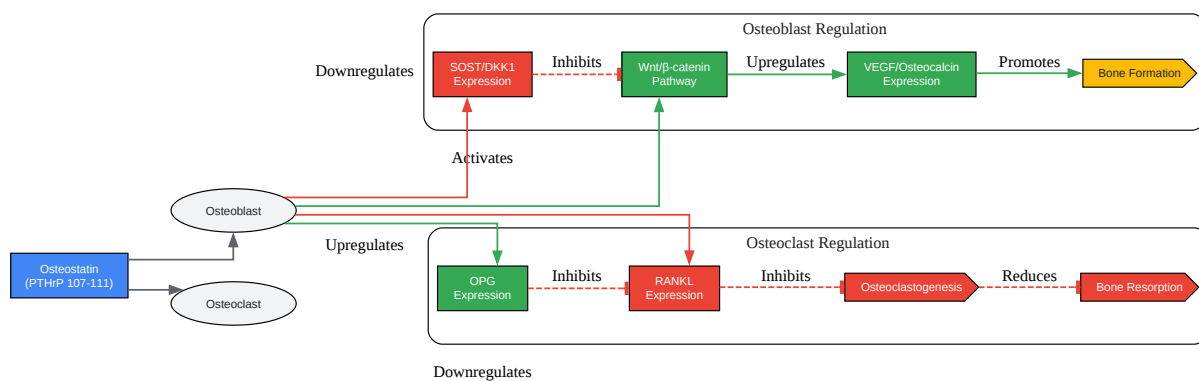 Osteoblast Regulation
Downregulates
SOST/DKK1
Expression
Inhibits
Wnt/β-catenin
Pathway
Upregulates
VEGF/Osteocalcin
Expression
Promotes
Bone Formation
Activates
Osteoblast
Upregulates
Osteostatin
(PTHrP 107-111)
Osteoclast
Osteoclast Regulation
OPG
Expression
Inhibits
RANKL
Expression
Inhibits
Osteoclastogenesis
Reduces
Bone Resorption
Downregulates